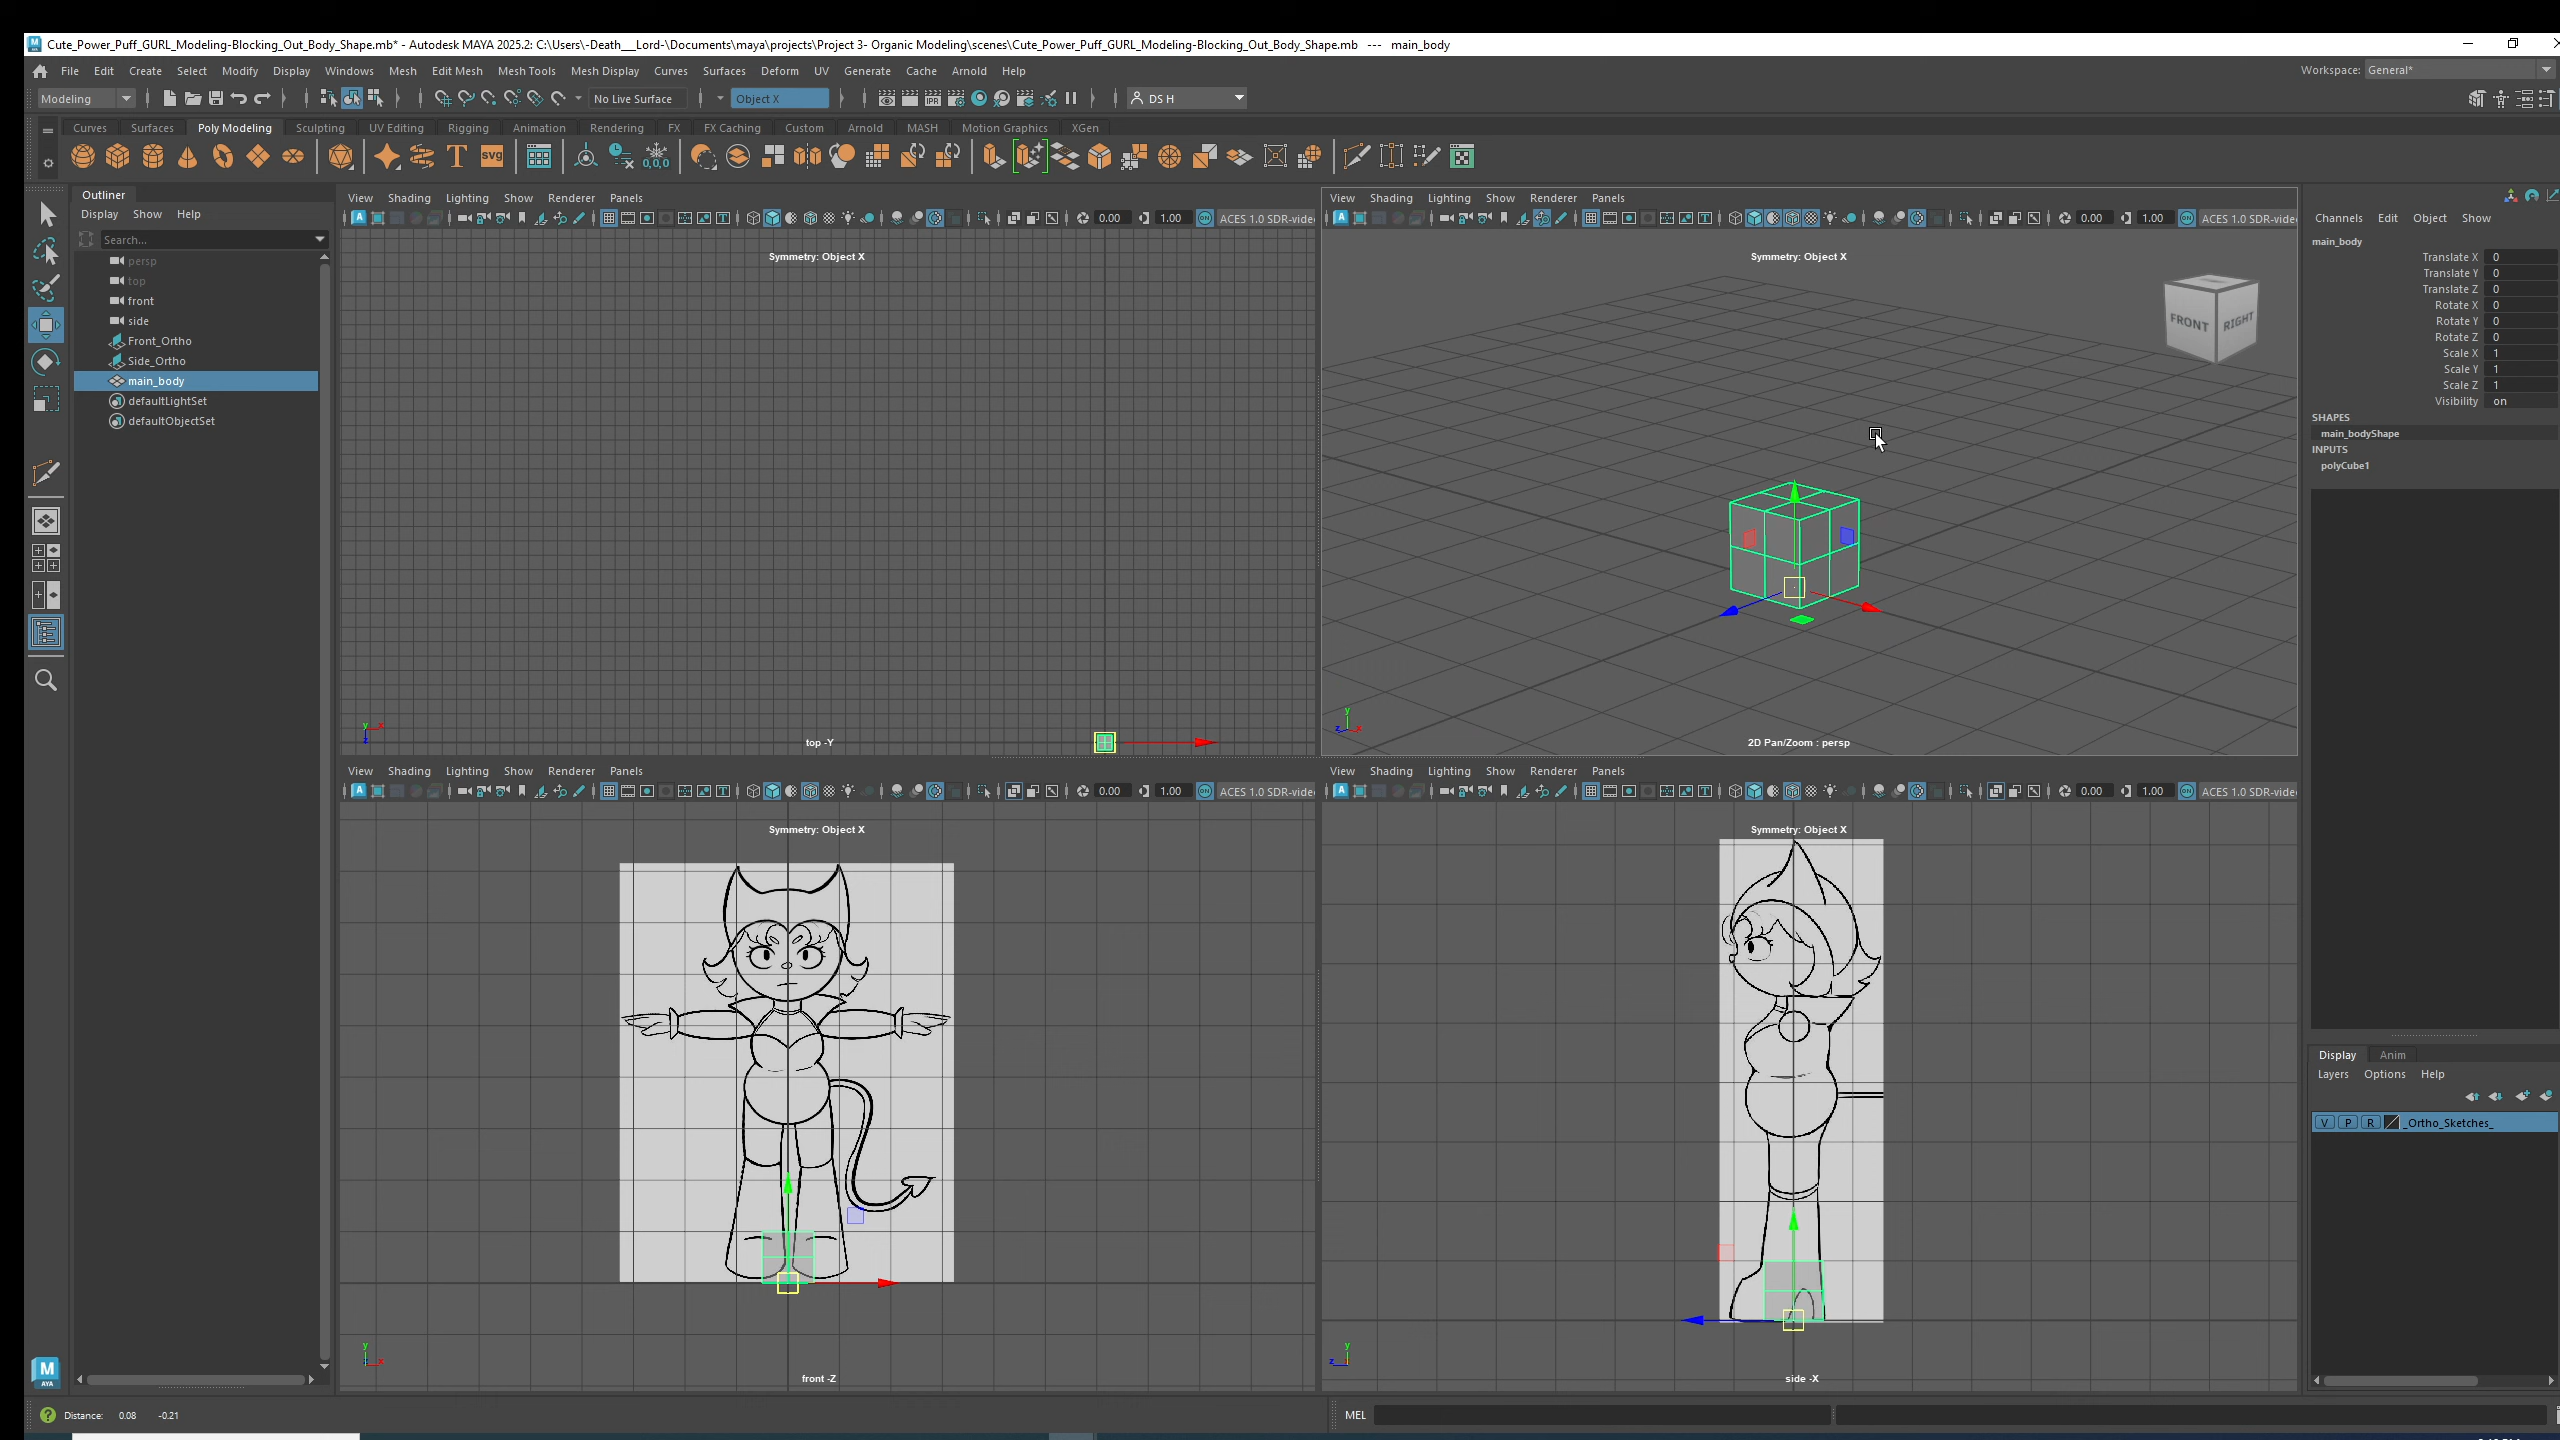 Cute_Power_Puff_GURL_Modeling-Blocking_Out_Body_Shape.mb* - Autodesk MAYA 2025.2: C:\Users\-Death__Lord-\Documents\maya\projects\Project 3- Organic Modeling\scenes\Cute_Power_Puff_GURL_Modeling-Blocking_Out_Body_Shape.mb --- main_body
File Edit Create Select Modify Display Windows Mesh Edit Mesh Mesh Tools Mesh Display Curves Surfaces Deform UV Generate Cache Arnold Help
Workspace: General*
Modeling
No Live Surface
Object X
IPR
DS H
Curves Surfaces Poly Modeling Sculpting UV Editing Rigging Animation Rendering FX FX Caching Custom Arnold MASH Motion Graphics XGen
T
SVG
0,0,0
Outliner
Display Show Help
Search...
persp
top
front
side
Front_Ortho
Side_Ortho
main_body
defaultLightSet
defaultObjectSet
View Shading Lighting Show Renderer Panels
0.00 1.00 ON ACES 1.0 SDR-vide
Symmetry: Object X
y x
z
top -Y
View Shading Lighting Show Renderer Panels
0.00 1.00 ON ACES 1.0 SDR-vide
Symmetry: Object X
FRONT RIGHT
y
z x
2D Pan/Zoom : persp
View Shading Lighting Show Renderer Panels
0.00 1.00 ON ACES 1.0 SDR-vide
Symmetry: Object X
y
z x
front -Z
View Shading Lighting Show Renderer Panels
0.00 1.00 ON ACES 1.0 SDR-vide
Symmetry: Object X
y
z
side -X
Channels Edit Object Show
main_body
Translate X 0
Translate Y 0
Translate Z 0
Rotate X 0
Rotate Y 0
Rotate Z 0
Scale X 1
Scale Y 1
Scale Z 1
Visibility on
SHAPES
main_bodyShape
INPUTS
polyCube1
Display Anim
Layers Options Help
V P R _Ortho_Sketches_
M
AYA
Distance: 0.08 -0.21
MEL